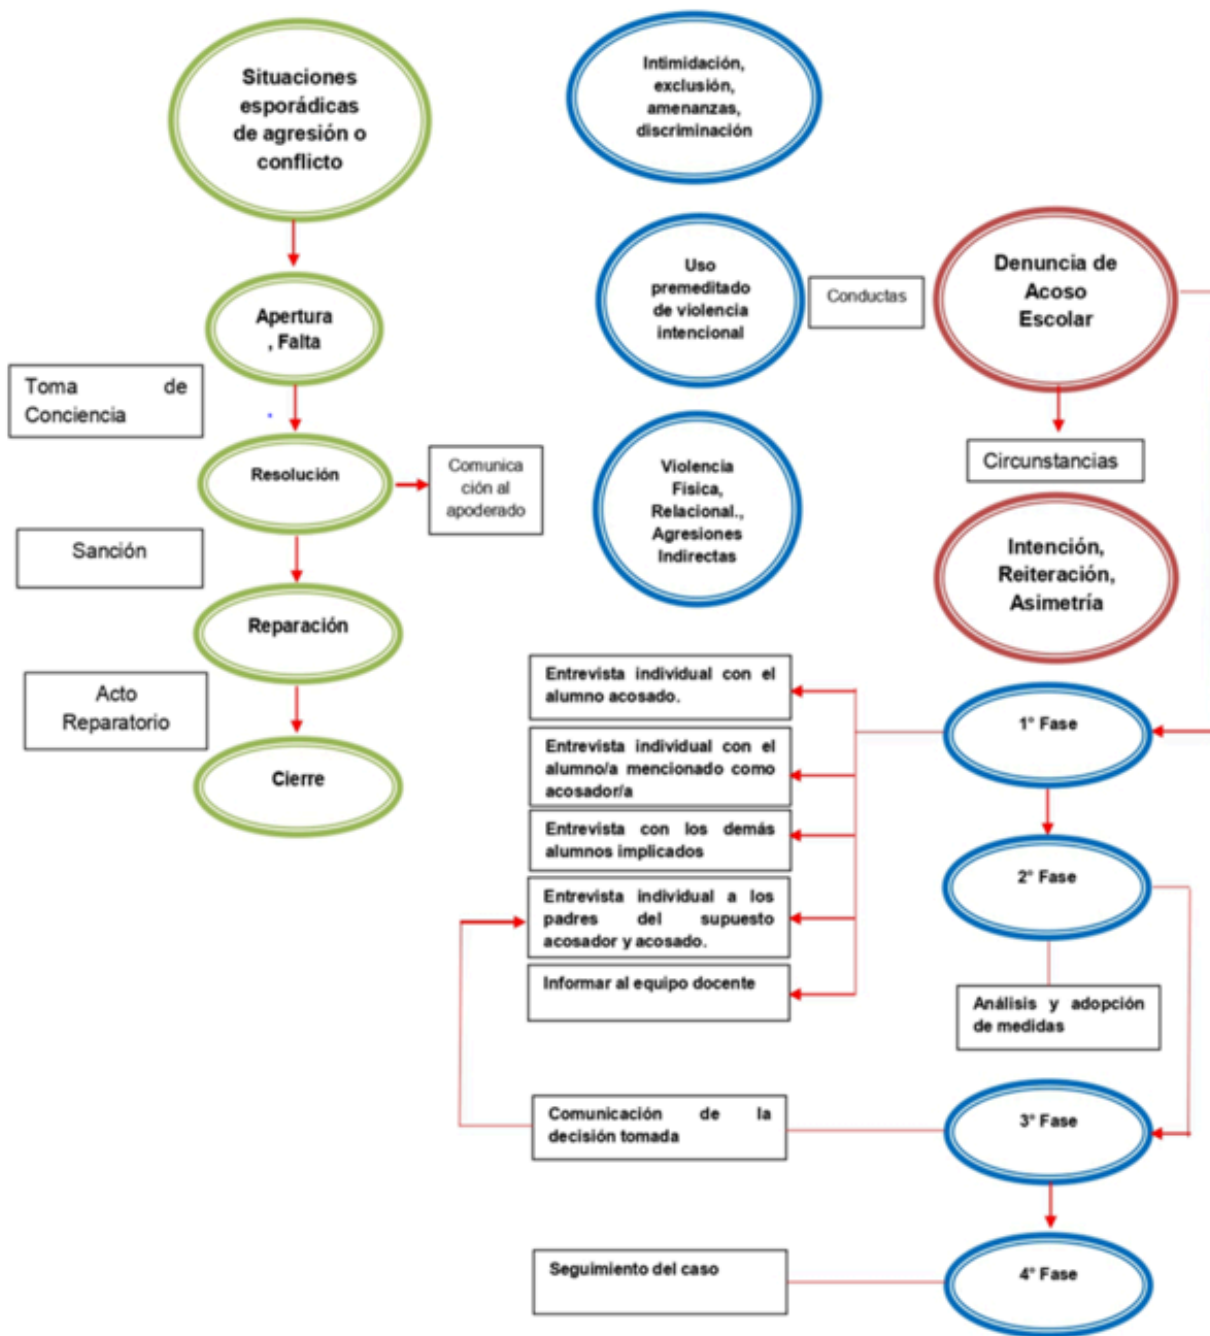 Situaciones
esporádicas
de agresión o
conflicto
Apertura
, Falta
Toma de
Conciencia
Resolución
Comunica
ción al
apoderado
Sanción
Reparación
Acto
Reparatorio
Cierre
Intimidación,
exclusión,
amenanzas,
discriminación
Uso
premeditado
de violencia
intencional
Conductas
Denuncia de
Acoso
Escolar
Violencia
Física,
Relacional.,
Agresiones
Indirectas
Circunstancias
Intención,
Reiteración,
Asimetría
1° Fase
Entrevista individual con el
alumno acosado.
Entrevista individual con el
alumno/a mencionado como
acosador/a
Entrevista con los demás
alumnos implicados
Entrevista individual a los
padres del supuesto
acosador y acosado.
Informar al equipo docente
2° Fase
Análisis y adopción
de medidas
3° Fase
Comunicación de la
decisión tomada
4° Fase
Seguimiento del caso